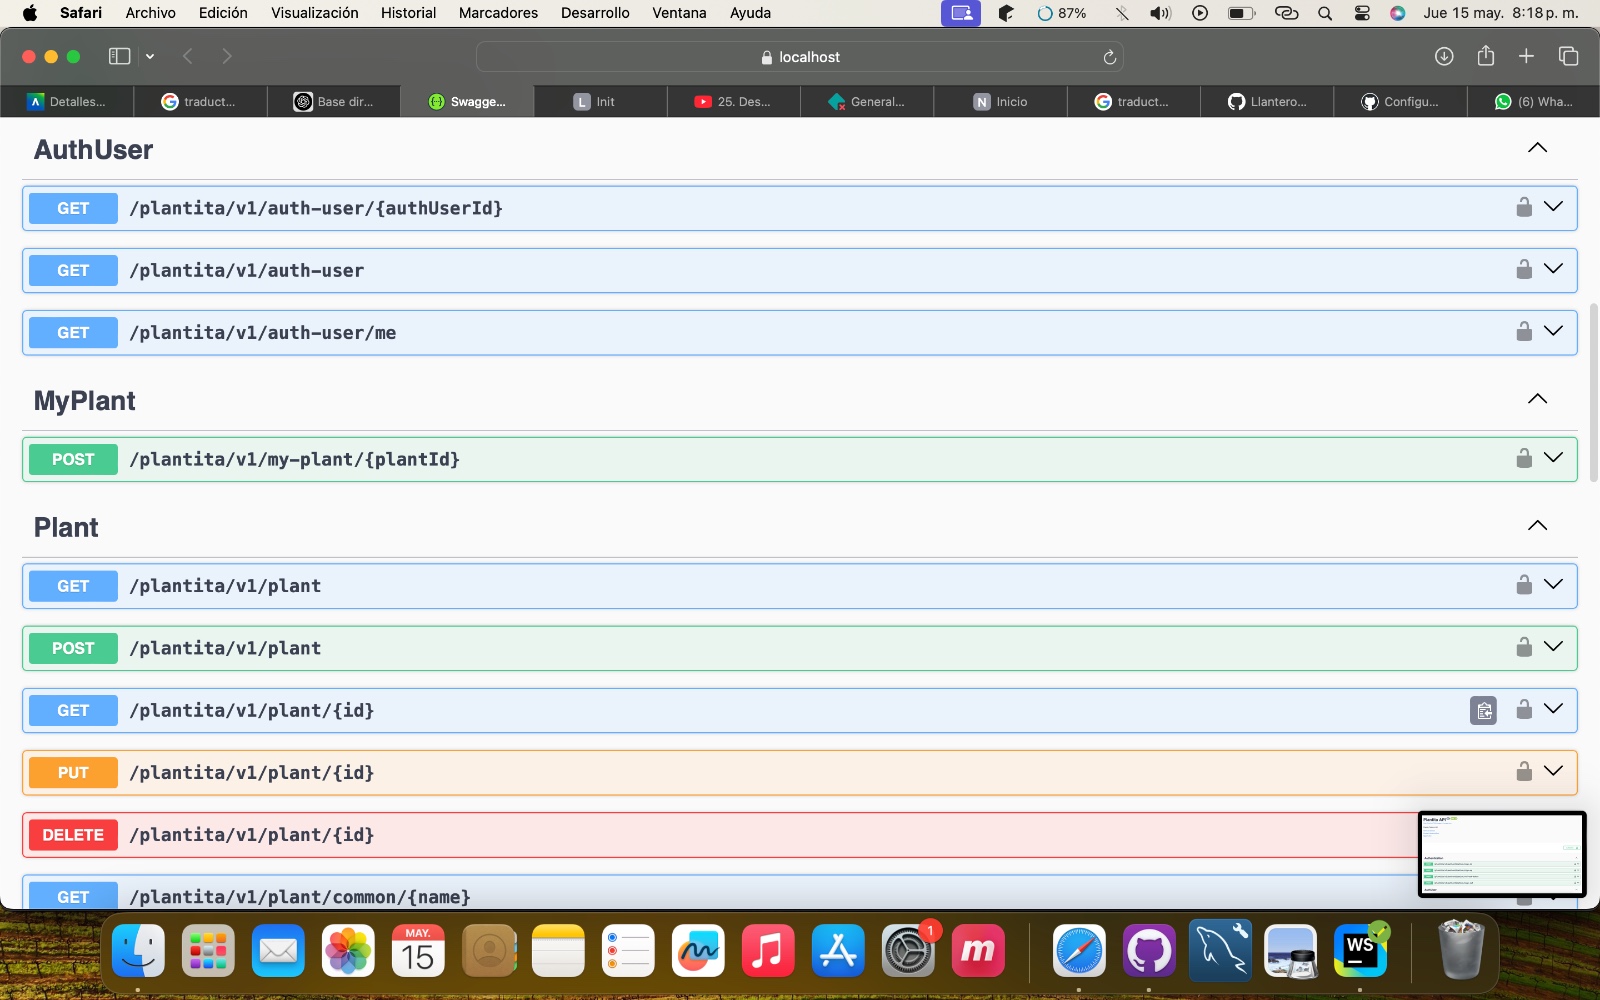 Safari Archivo Edición Visualización Historial Marcadores Desarrollo Ventana Ayuda 87% Jue 15 may. 8:18 p. m.
localhost
Detalles... traduct... Base dir... Swagge... Init 25. Des... General... Inicio traduct... Llantero... Configu... (6) Wha...
AuthUser
GET /plantita/v1/auth-user/{authUserId}
GET /plantita/v1/auth-user
GET /plantita/v1/auth-user/me
MyPlant
POST /plantita/v1/my-plant/{plantId}
Plant
GET /plantita/v1/plant
POST /plantita/v1/plant
GET /plantita/v1/plant/{id}
PUT /plantita/v1/plant/{id}
DELETE /plantita/v1/plant/{id}
Plantita API
GET /plantita/v1/plant/common/{name}
MAY.
15
1
m
WS